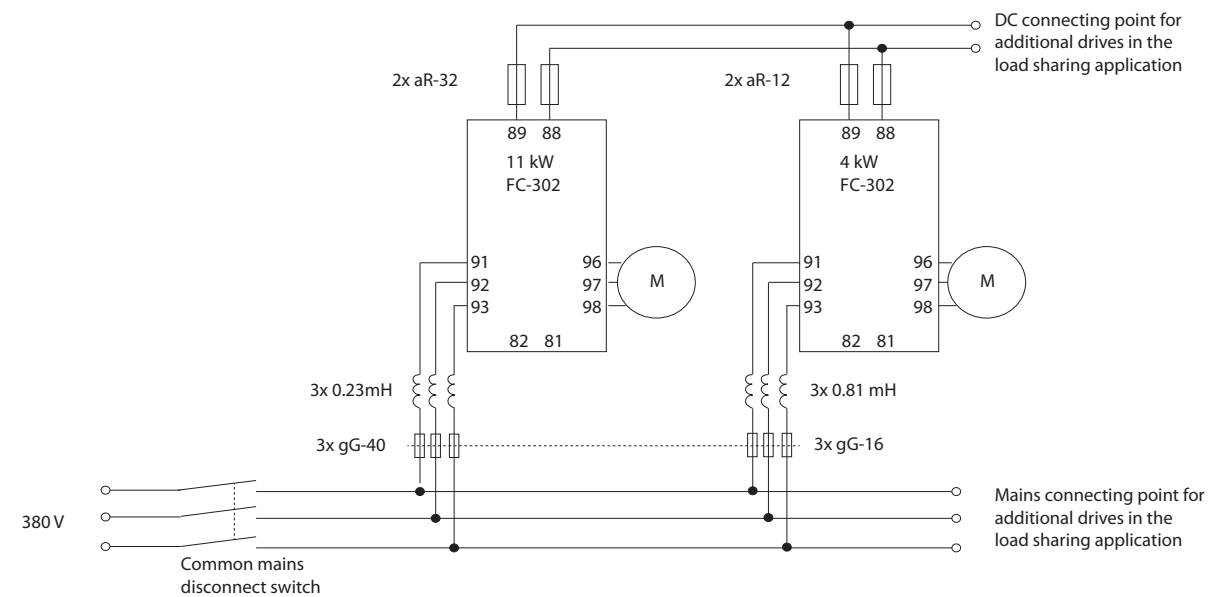 DC connecting point for
additional drives in the
load sharing application
2x aR-32
2x aR-12
89 88
89 88
11 kW
FC-302
4 kW
FC-302
91
92
93
96
97
98
M
91
92
93
96
97
98
M
82 81
82 81
3x 0.23mH
3x 0.81 mH
3x gG-40
3x gG-16
380 V
Mains connecting point for
additional drives in the
load sharing application
Common mains
disconnect switch